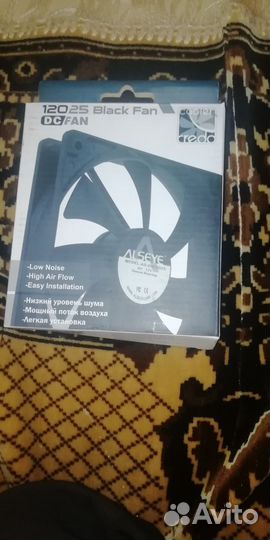 12025 Black Fan
DC/FAN
ALSEYE
-Low Noise
-High Air Flow
-Easy Installation
-Низкий уровень шума
-Мощный поток воздуха
-Легкая установка
Avito